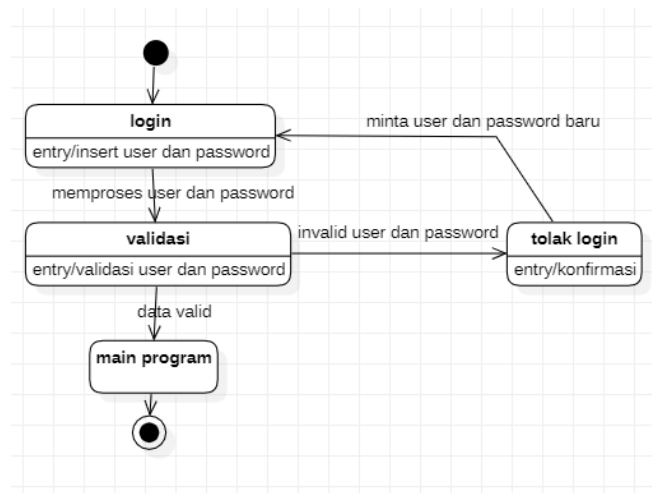 login
entry/insert user dan password
minta user dan password baru
memproses user dan password
validasi
entry/validasi user dan password
invalid user dan password
tolak login
entry/konfirmasi
data valid
main program